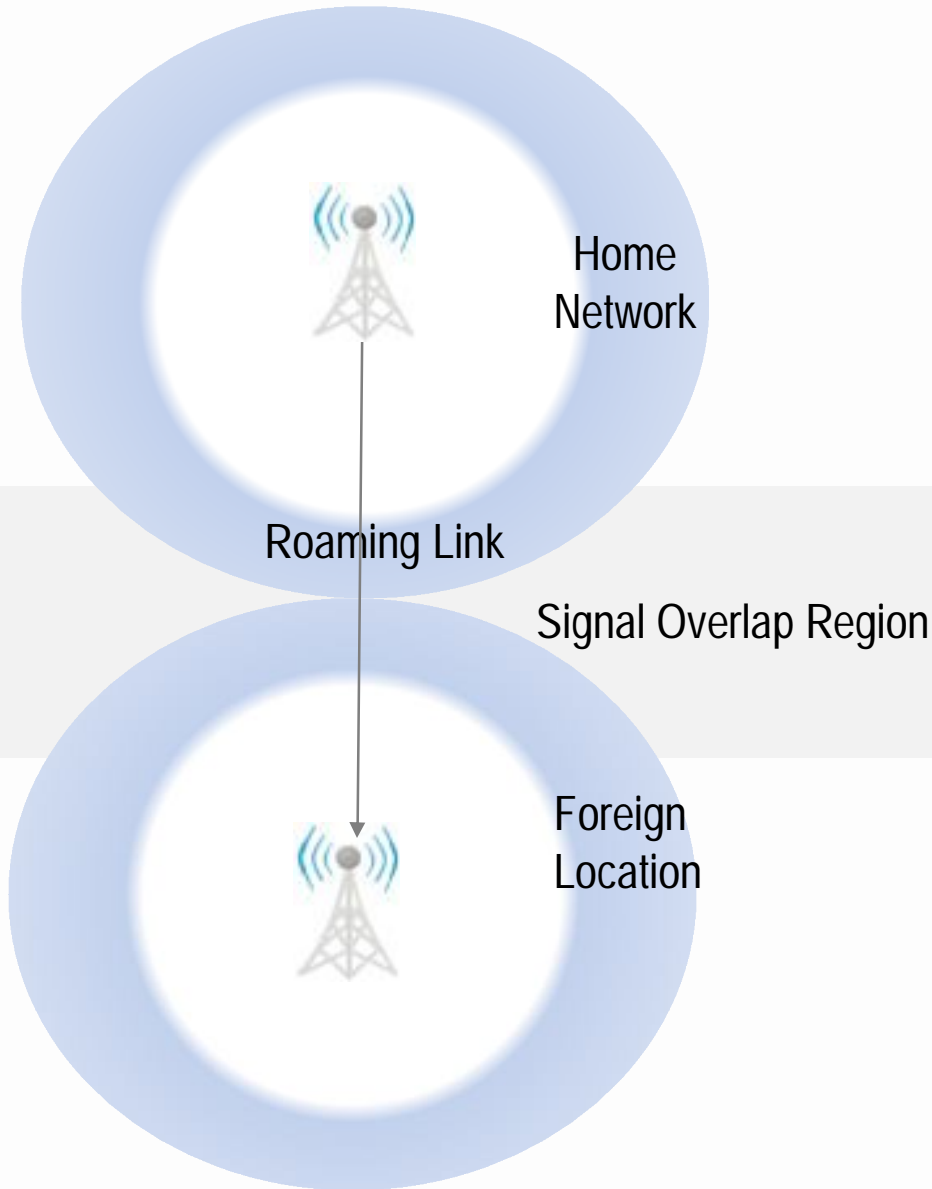 Home
Network
Roaming Link
Signal Overlap Region
Foreign
Location